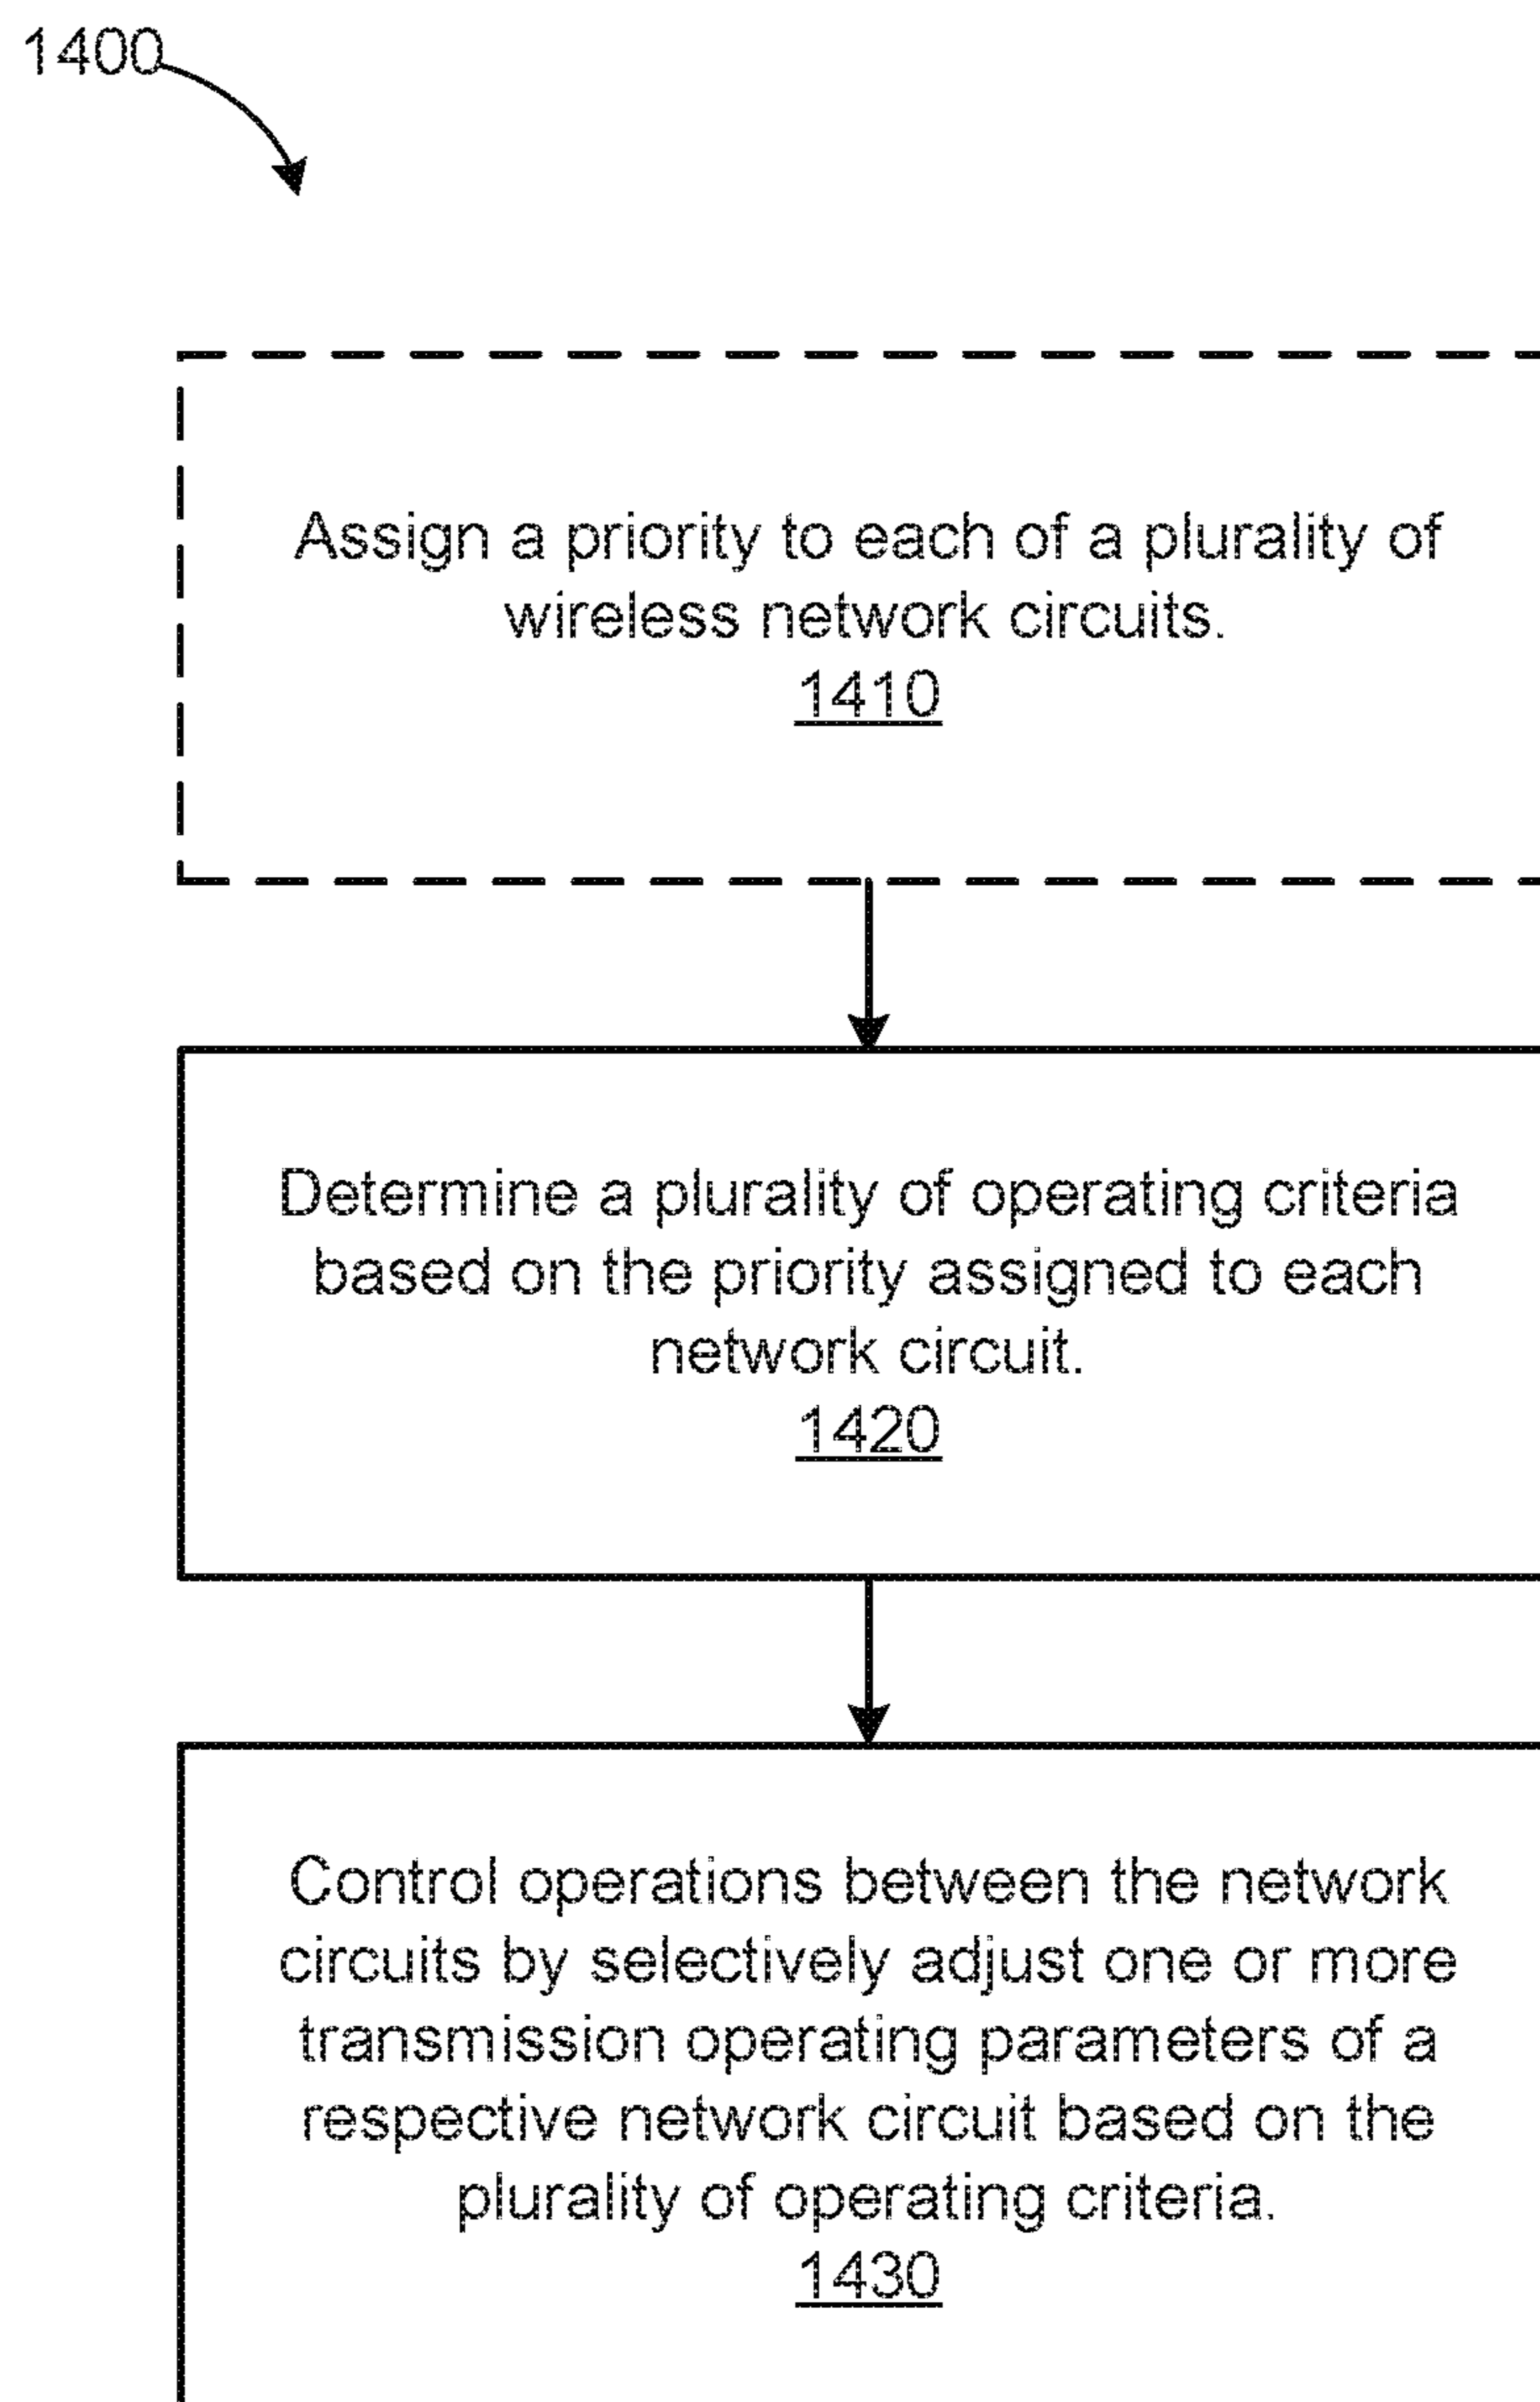 1400
Assign a priority to each of a plurality of
wireless network circuits.
1410
Determine a plurality of operating criteria
based on the priority assigned to each
network circuit.
1420
Control operations between the network
circuits by selectively adjust one or more
transmission operating parameters of a
respective network circuit based on the
plurality of operating criteria.
1430